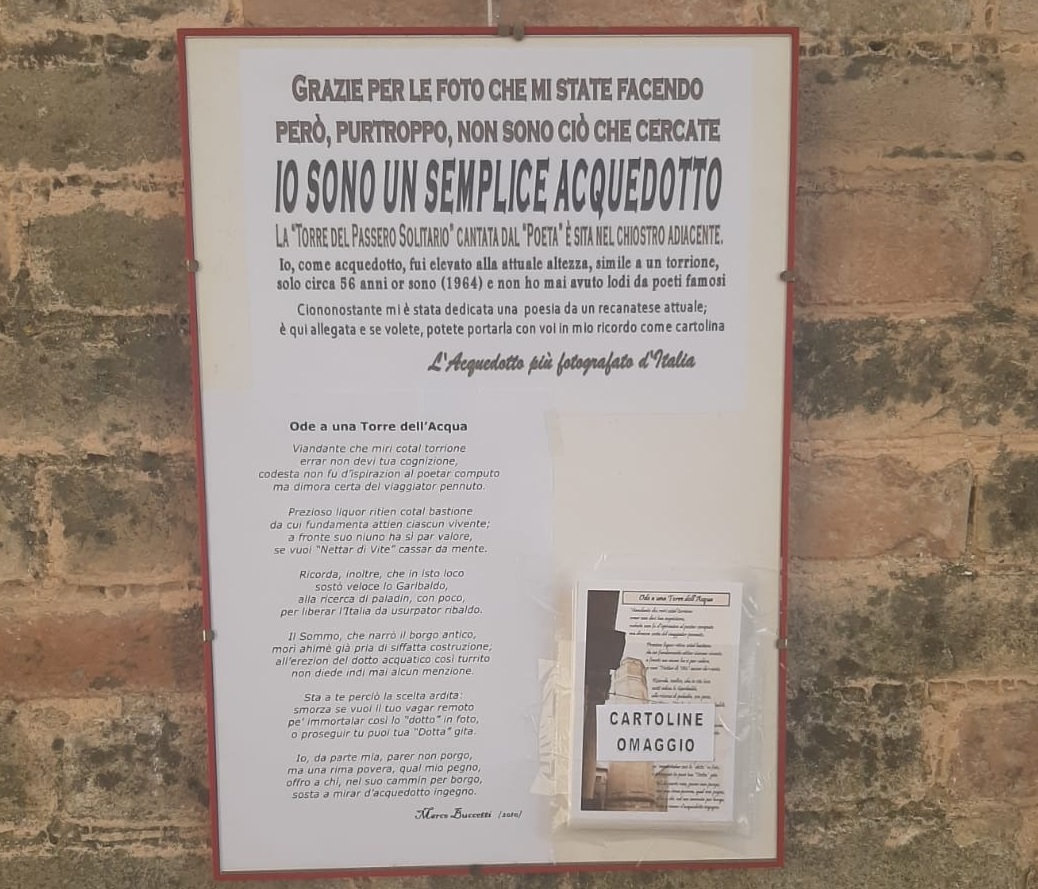 GRAZIE PER LE FOTO CHE MI STATE FACENDO
PERÒ, PURTROPPO, NON SONO CIÒ CHE CERCATE
IO SONO UN SEMPLICE ACQUEDOTTO
LA "TORRE DEL PASSERO SOLITARIO" CANTATA DAL "POETA" È SITA NEL CHIOSTRO ADIACENTE.
Io, come acquedotto, fui elevato alla attuale altezza, simile a un torrione,
solo circa 56 anni or sono (1964) e non ho mai avuto lodi da poeti famosi
Ciononostante mi è stata dedicata una poesia da un recanatese attuale;
è qui allegata e se volete, potete portarla con voi in mio ricordo come cartolina
L'Acquedotto più fotografato d'Italia
Ode a una Torre dell'Acqua
Viandante che miri cotal torrione
errar non devi tua cognizione,
codesta non fu d'ispirazion al poetar computo
ma dimora certa del viaggiator pennuto.
Prezioso liquor ritien cotal bastione
da cui fundamenta attien ciascun vivente;
a fronte suo niuno ha sì par valore,
se vuoi "Nettar di Vite" cassar da mente.
Ricorda, inoltre, che in isto loco
sostò veloce lo Garibaldo,
alla ricerca di paladin, con poco,
per liberar l'Italia da usurpator ribaldo.
Il Sommo, che narrò il borgo antico,
morì ahimè già pria di siffatta costruzione;
all'erezion del dotto acquatico così turrito
non diede indi mai alcun menzione.
Sta a te perciò la scelta ardita:
smorza se vuoi il tuo vagar remoto
pe' immortalar così lo "dotto" in foto,
o proseguir tu puoi tua "Dotta" gita.
Io, da parte mia, parer non porgo,
ma una rima povera, qual mio pegno,
offro a chi, nel suo cammin per borgo,
sosta a mirar d'acquedotto ingegno.
Marco Buccetti (2020)
Ode a una Torre dell'Acqua
CARTOLINE
OMAGGIO